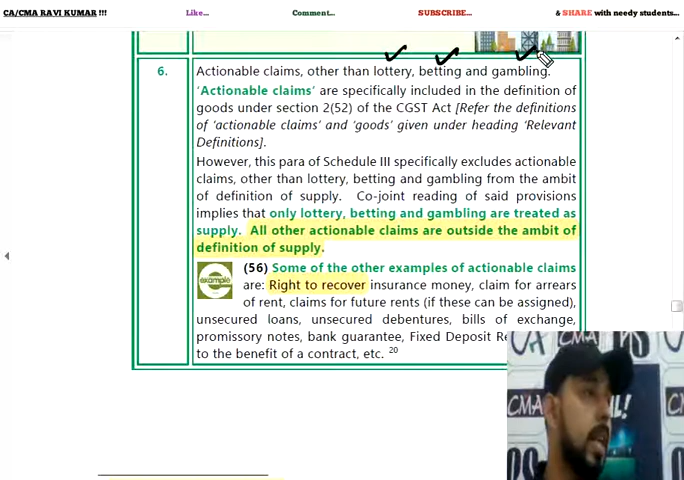 CA/CMA RAVI KUMAR !!! Like... Comment... SUBSCRIBE... & SHARE with needy students...
6. Actionable claims, other than lottery, betting and gambling.
'Actionable claims' are specifically included in the definition of
goods under section 2(52) of the CGST Act [Refer the definitions
of 'actionable claims' and 'goods' given under heading 'Relevant
Definitions].
However, this para of Schedule III specifically excludes actionable
claims, other than lottery, betting and gambling from the ambit
of definition of supply. Co-joint reading of said provisions
implies that only lottery, betting and gambling are treated as
supply. All other actionable claims are outside the ambit of
definition of supply.
example
(56) Some of the other examples of actionable claims
are: Right to recover insurance money, claim for arrears
of rent, claims for future rents (if these can be assigned),
unsecured loans, unsecured debentures, bills of exchange,
promissory notes, bank guarantee, Fixed Deposit Re
to the benefit of a contract, etc. 20
CMA
CMA